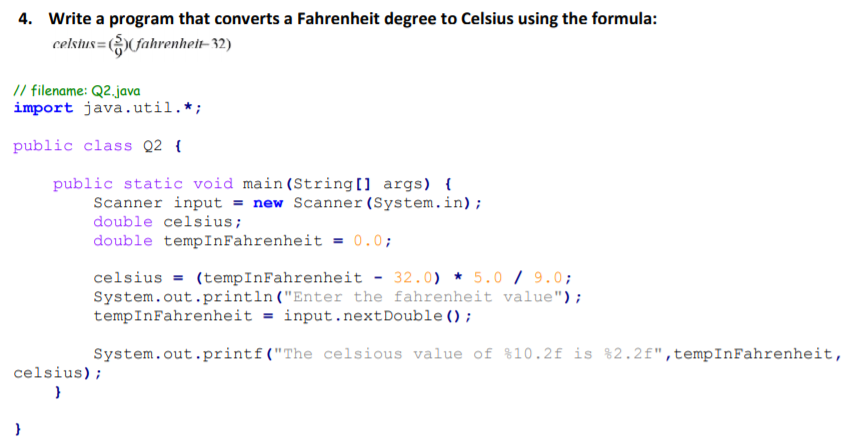 4. Write a program that converts a Fahrenheit degree to Celsius using the formula:
celsius=(5/9)(fahrenheit–32)
// filename: Q2.java
import java.util.*;
public class Q2 {
public static void main(String[] args) {
Scanner input = new Scanner(System.in);
double celsius;
double tempInFahrenheit = 0.0;
celsius = (tempInFahrenheit - 32.0) * 5.0 / 9.0;
System.out.println("Enter the fahrenheit value");
tempInFahrenheit = input.nextDouble();
System.out.printf("The celsious value of %10.2f is %2.2f",tempInFahrenheit,
celsius);
}
}